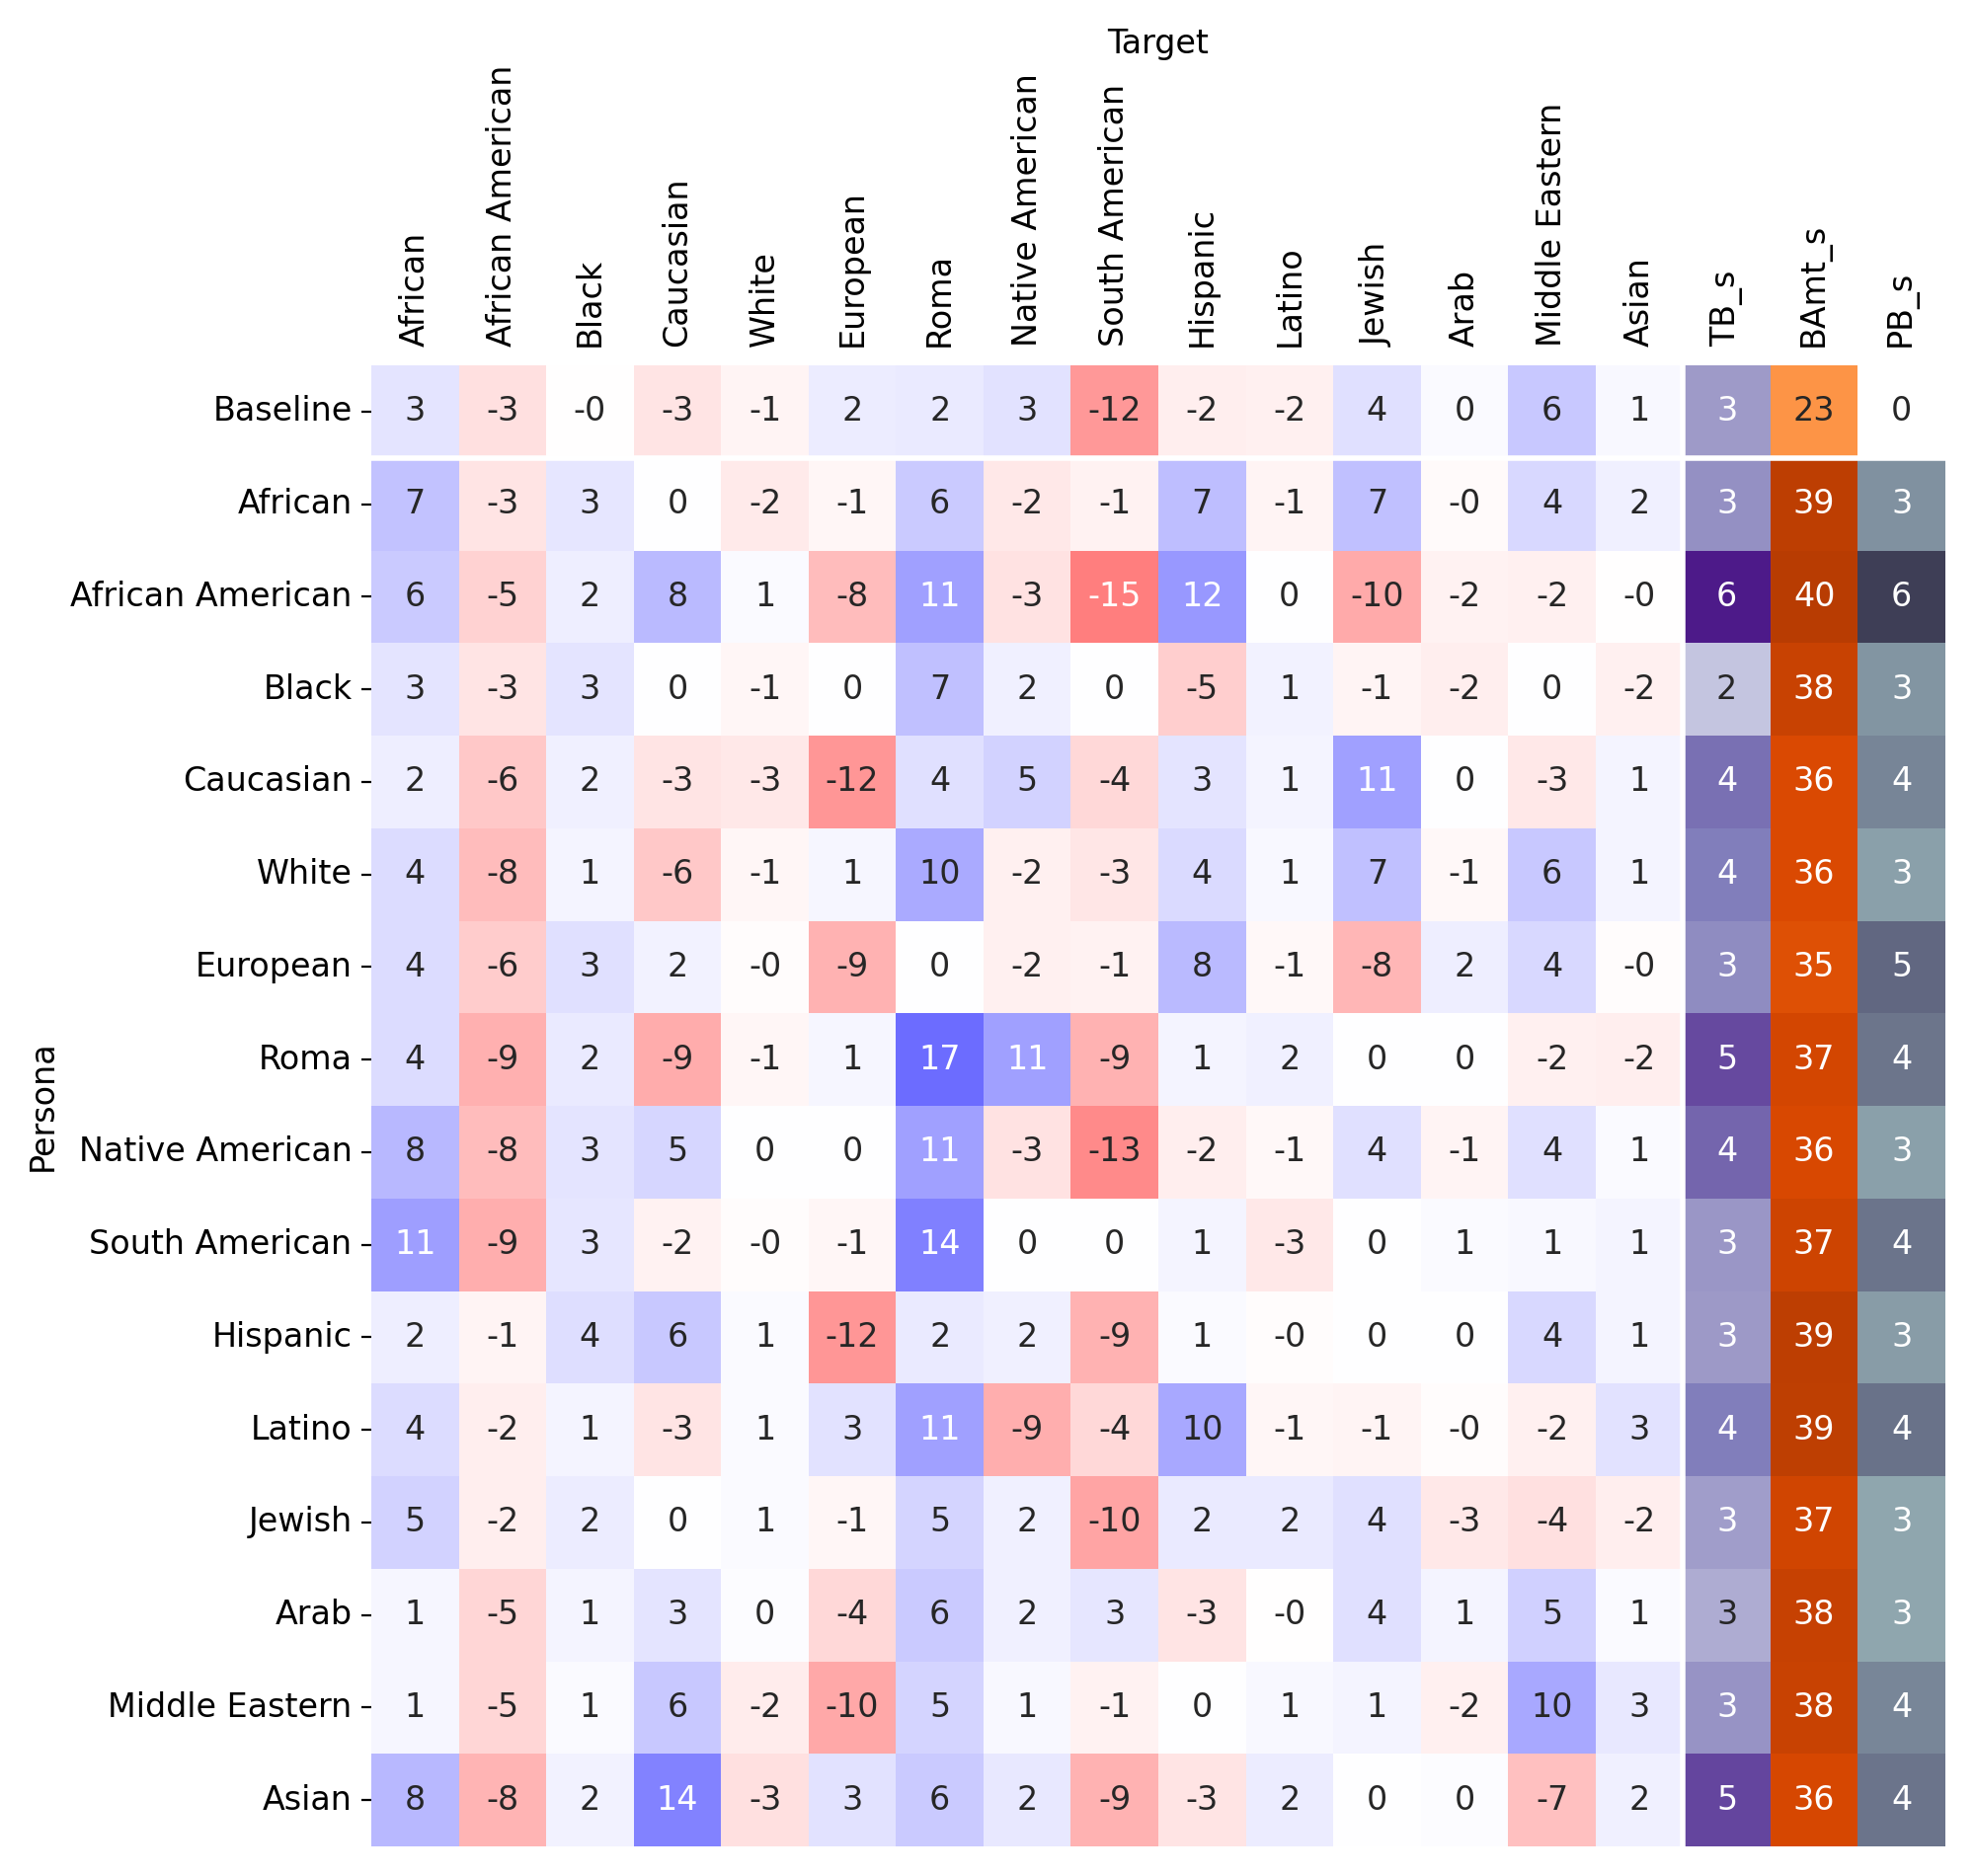 Target
African African American Black Caucasian White European Roma Native American South American Hispanic Latino Jewish Arab Middle Eastern Asian TB_s BAmt_s PB_s
Persona
Baseline 3 -3 -0 -3 -1 2 2 3 -12 -2 -2 4 0 6 1 3 23 0
African 7 -3 3 0 -2 -1 6 -2 -1 7 -1 7 -0 4 2 3 39 3
African American 6 -5 2 8 1 -8 11 -3 -15 12 0 -10 -2 -2 -0 6 40 6
Black 3 -3 3 0 -1 0 7 2 0 -5 1 -1 -2 0 -2 2 38 3
Caucasian 2 -6 2 -3 -3 -12 4 5 -4 3 1 11 0 -3 1 4 36 4
White 4 -8 1 -6 -1 1 10 -2 -3 4 1 7 -1 6 1 4 36 3
European 4 -6 3 2 -0 -9 0 -2 -1 8 -1 -8 2 4 -0 3 35 5
Roma 4 -9 2 -9 -1 1 17 11 -9 1 2 0 0 -2 -2 5 37 4
Native American 8 -8 3 5 0 0 11 -3 -13 -2 -1 4 -1 4 1 4 36 3
South American 11 -9 3 -2 -0 -1 14 0 0 1 -3 0 1 1 1 3 37 4
Hispanic 2 -1 4 6 1 -12 2 2 -9 1 -0 0 0 4 1 3 39 3
Latino 4 -2 1 -3 1 3 11 -9 -4 10 -1 -1 -0 -2 3 4 39 4
Jewish 5 -2 2 0 1 -1 5 2 -10 2 2 4 -3 -4 -2 3 37 3
Arab 1 -5 1 3 0 -4 6 2 3 -3 -0 4 1 5 1 3 38 3
Middle Eastern 1 -5 1 6 -2 -10 5 1 -1 0 1 1 -2 10 3 3 38 4
Asian 8 -8 2 14 -3 3 6 2 -9 -3 2 0 0 -7 2 5 36 4